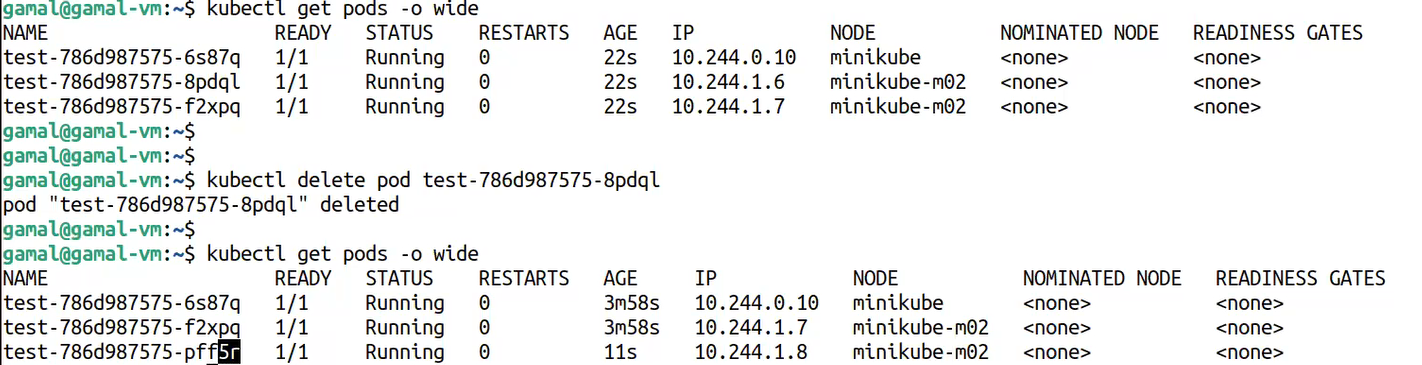 gamal@gamal-vm:~$ kubectl get pods -o wide
NAME                    READY   STATUS    RESTARTS   AGE   IP            NODE           NOMINATED NODE   READINESS GATES
test-786d987575-6s87q   1/1     Running   0          22s   10.244.0.10   minikube       <none>           <none>
test-786d987575-8pdql   1/1     Running   0          22s   10.244.1.6    minikube-m02   <none>           <none>
test-786d987575-f2xpq   1/1     Running   0          22s   10.244.1.7    minikube-m02   <none>           <none>
gamal@gamal-vm:~$
gamal@gamal-vm:~$
gamal@gamal-vm:~$ kubectl delete pod test-786d987575-8pdql
pod "test-786d987575-8pdql" deleted
gamal@gamal-vm:~$
gamal@gamal-vm:~$ kubectl get pods -o wide
NAME                    READY   STATUS    RESTARTS   AGE     IP            NODE           NOMINATED NODE   READINESS GATES
test-786d987575-6s87q   1/1     Running   0          3m58s   10.244.0.10   minikube       <none>           <none>
test-786d987575-f2xpq   1/1     Running   0          3m58s   10.244.1.7    minikube-m02   <none>           <none>
test-786d987575-pff5r   1/1     Running   0          11s     10.244.1.8    minikube-m02   <none>           <none>